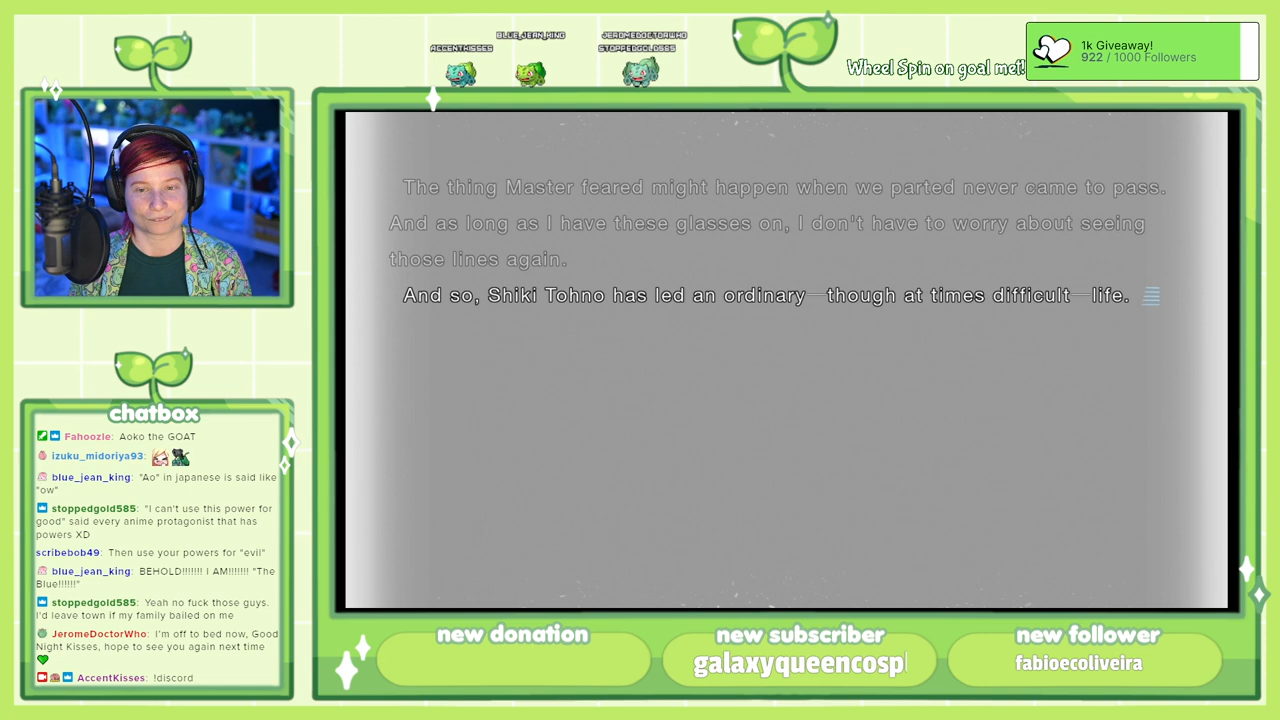 BLUE_JEAN_KING
JEROMEDOCTORWHO
ACCENTKISSES
STOPPEDGOLD585
Wheel Spin on goal met!
1k Giveaway!
922 / 1000 Followers
The thing Master feared might happen when we parted never came to pass.
And as long as I have these glasses on, I don't have to worry about seeing
those lines again.
And so, Shiki Tohno has led an ordinary—though at times difficult—life.
chatbox
Fahoozle: Aoko the GOAT
izuku_midoriya93:
blue_jean_king: "Ao" in japanese is said like
"ow"
stoppedgold585: "I can't use this power for
good" said every anime protagonist that has
powers XD
scribebob49: Then use your powers for "evil"
blue_jean_king: BEHOLD!!!!!!! I AM!!!!!!! "The
Blue!!!!!!"
stoppedgold585: Yeah no fuck those guys.
I'd leave town if my family bailed on me
JeromeDoctorWho: I'm off to bed now, Good
Night Kisses, hope to see you again next time
AccentKisses: !discord
new donation
new subscriber
galaxyqueencosp
new follower
fabioecoliveira